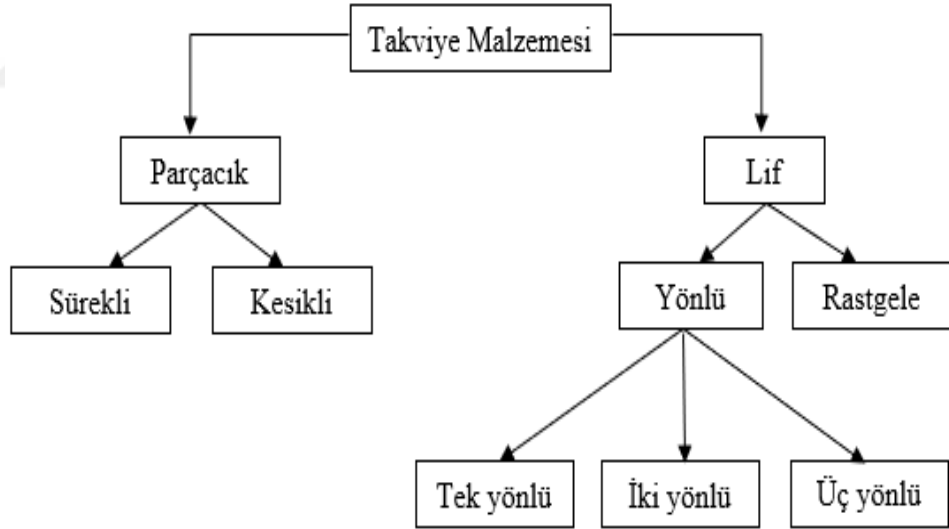 Takviye Malzemesi
Parçacık
Lif
Sürekli
Kesikli
Yönlü
Rastgele
Tek yönlü
İki yönlü
Üç yönlü